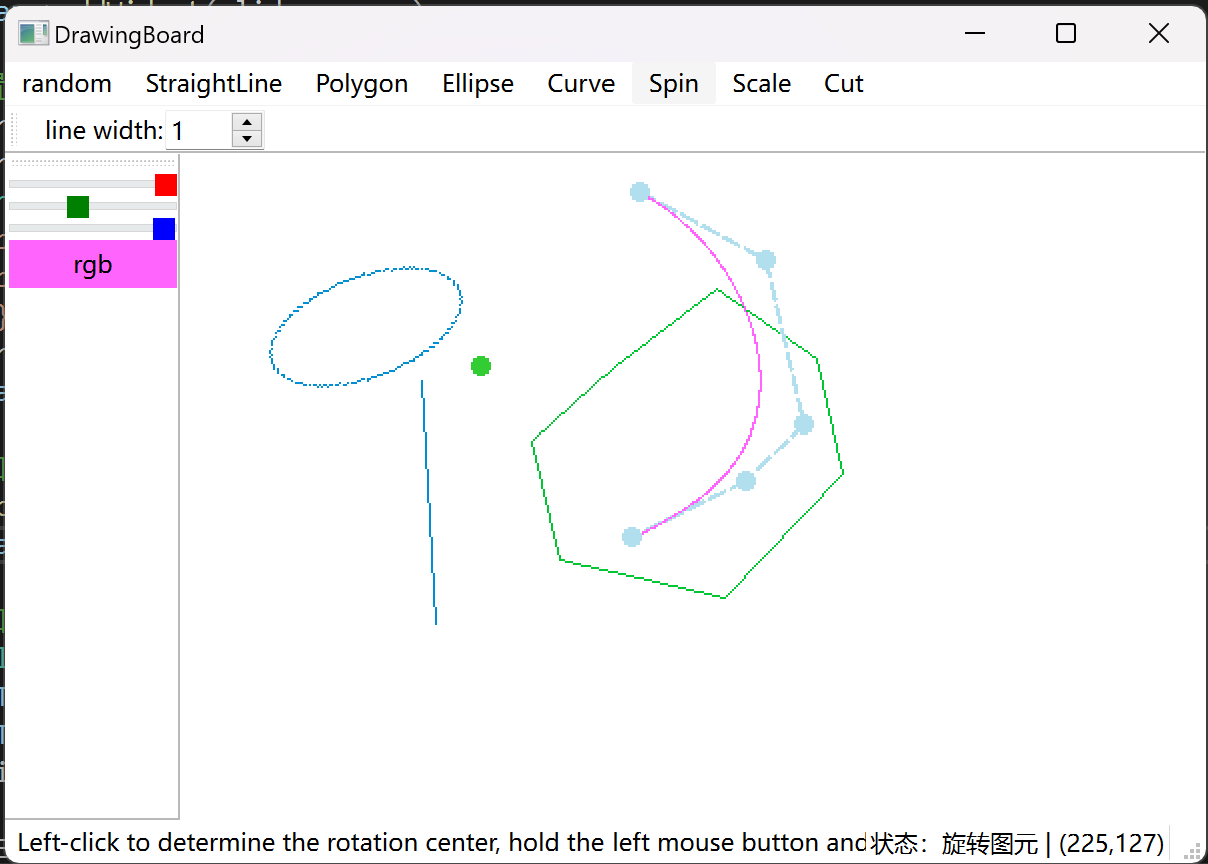 DrawingBoard
random StraightLine Polygon Ellipse Curve Spin Scale Cut
line width: 1
rgb
Left-click to determine the rotation center, hold the left mouse button and 状态：旋转图元 | (225,127)